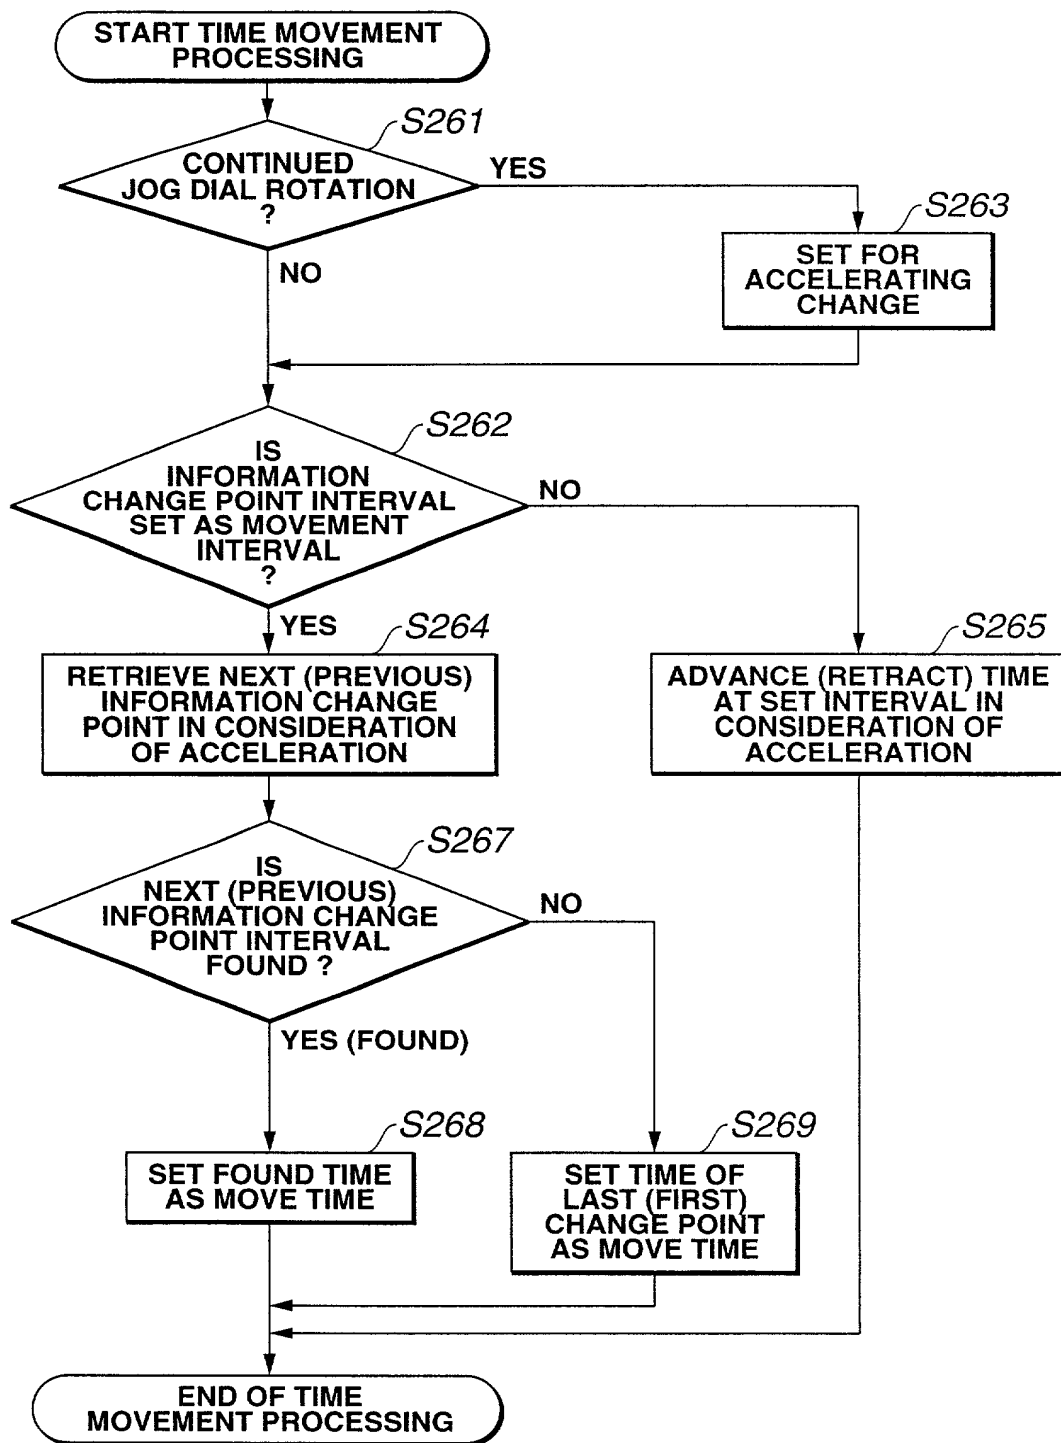 START TIME MOVEMENT
PROCESSING
S261
CONTINUED
JOG DIAL ROTATION
?
YES
NO
S263
SET FOR
ACCELERATING
CHANGE
S262
IS
INFORMATION
CHANGE POINT INTERVAL
SET AS MOVEMENT
INTERVAL
?
NO
YES
S264
RETRIEVE NEXT (PREVIOUS)
INFORMATION CHANGE
POINT IN CONSIDERATION
OF ACCELERATION
S265
ADVANCE (RETRACT) TIME
AT SET INTERVAL IN
CONSIDERATION OF
ACCELERATION
S267
IS
NEXT (PREVIOUS)
INFORMATION CHANGE
POINT INTERVAL
FOUND ?
NO
YES (FOUND)
S268
SET FOUND TIME
AS MOVE TIME
S269
SET TIME OF
LAST (FIRST)
CHANGE POINT
AS MOVE TIME
END OF TIME
MOVEMENT PROCESSING